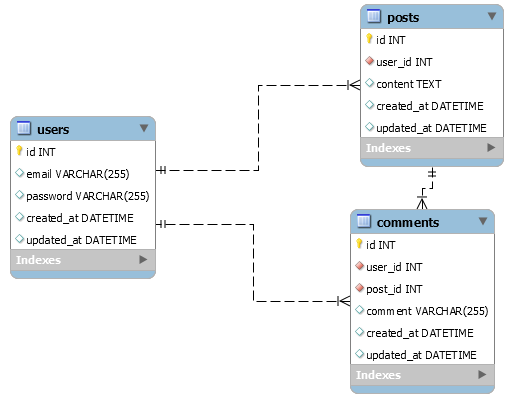 users
id INT
email VARCHAR(255)
password VARCHAR(255)
created_at DATETIME
updated_at DATETIME
Indexes
posts
id INT
user_id INT
content TEXT
created_at DATETIME
updated_at DATETIME
Indexes
comments
id INT
user_id INT
post_id INT
comment VARCHAR(255)
created_at DATETIME
updated_at DATETIME
Indexes